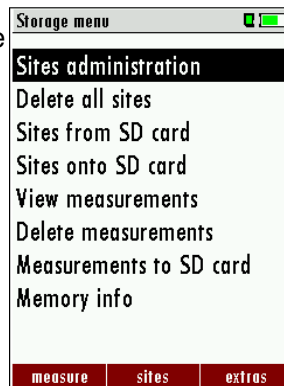 Storage menu
e
Sites administration
Delete all sites
Sites from SD card
Sites onto SD card
View measurements
Delete measurements
Measurements to SD card
Memory info
measure sites extras